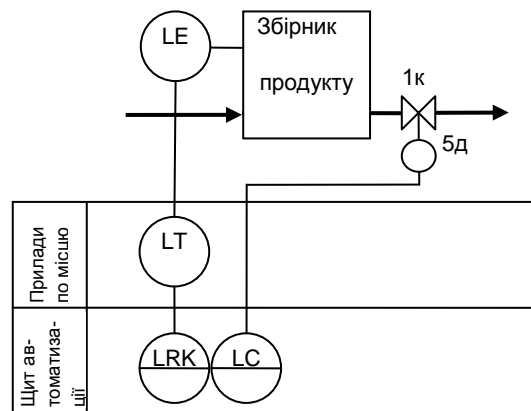 LE
Збірник
продукту
1к
5д
Прилади
по місцю
LT
Щит ав-
томатиза-
ції
LRK
LC